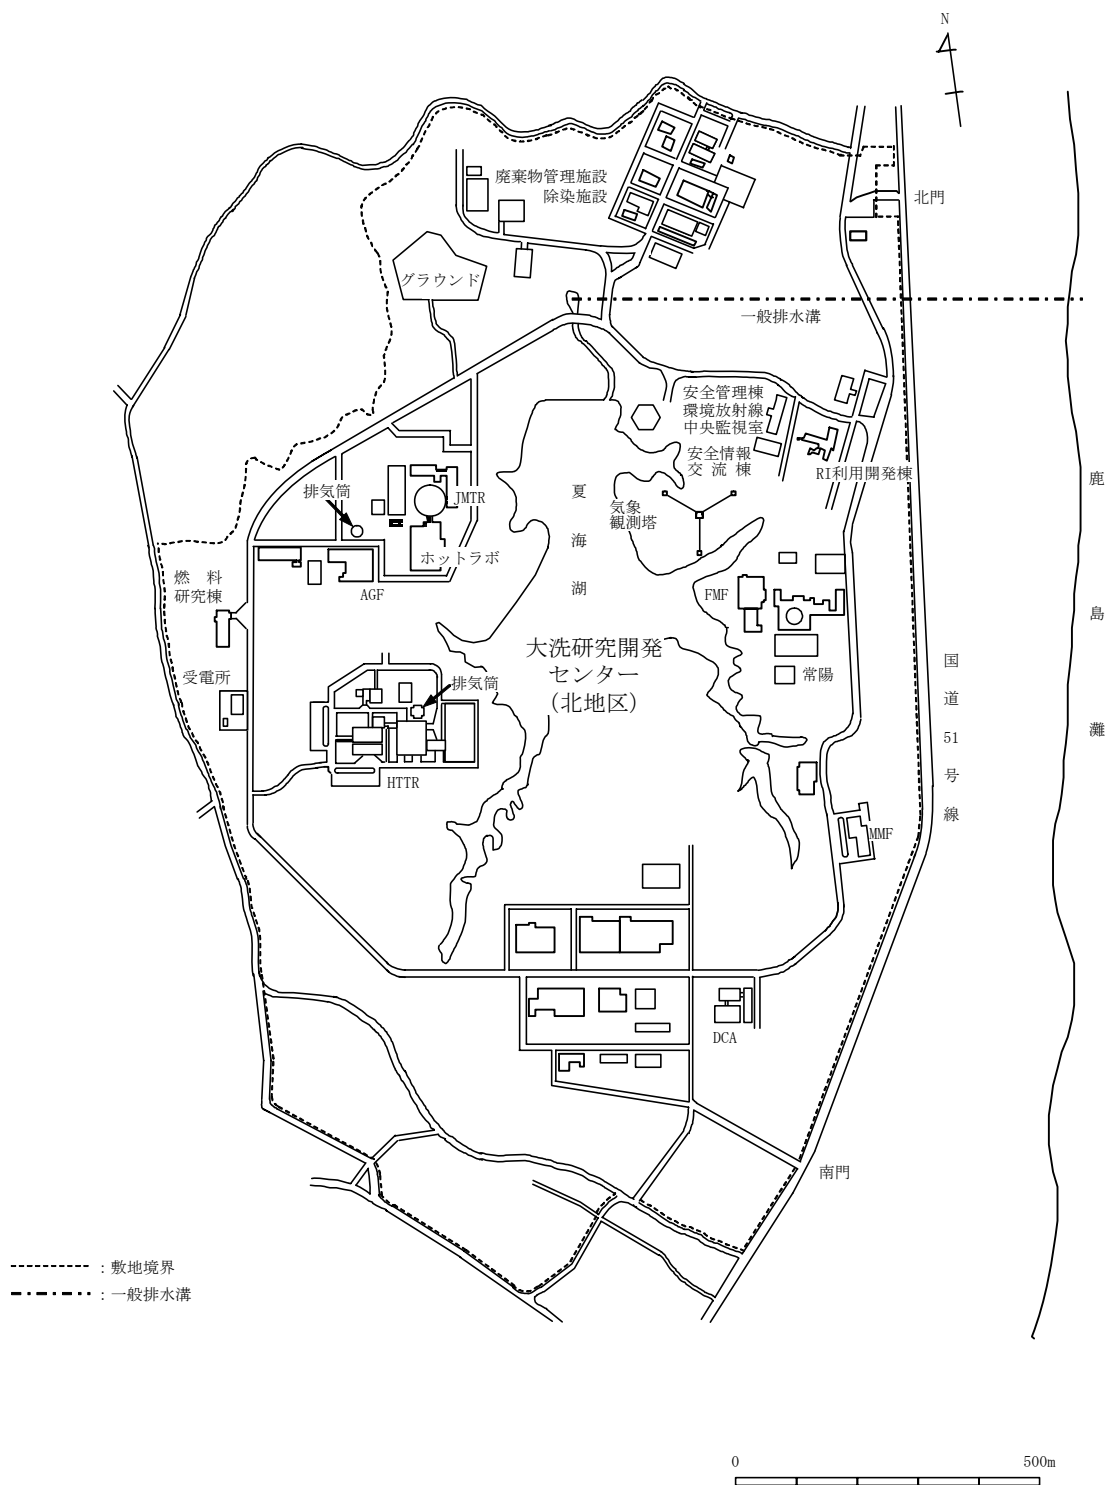 N
廃棄物管理施設
除染施設
北門
グラウンド
一般排水溝
安全管理棟
環境放射線
中央監視室
安全情報
交 流 棟
RI利用開発棟
排気筒
JMTR
夏
海
湖
気象
観測塔
鹿
島
灘
ホットラボ
燃 料
研究棟
AGF
FMF
大洗研究開発
センター
(北地区)
国
道
51
号
線
受電所
排気筒
常陽
HTTR
MMF
DCA
南門
: 敷地境界
: 一般排水溝
0 500m